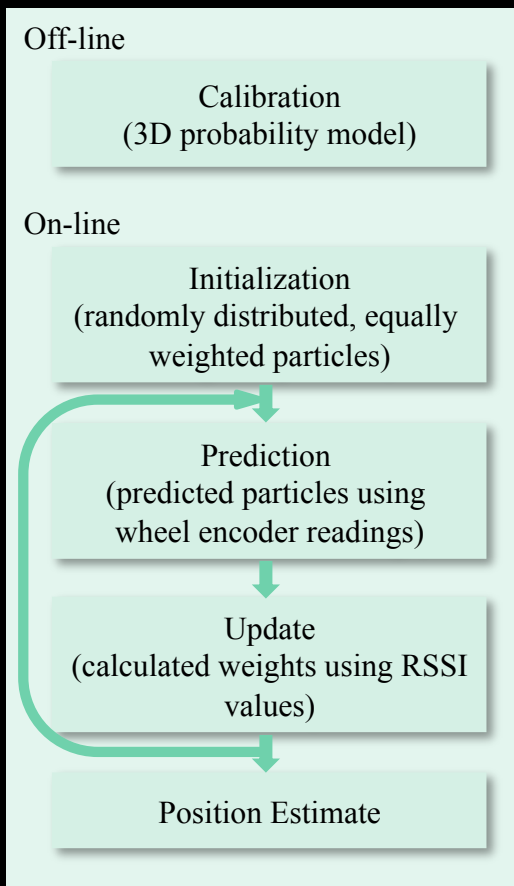 Off-line
Calibration
(3D probability model)
On-line
Initialization
(randomly distributed, equally
weighted particles)
Prediction
(predicted particles using
wheel encoder readings)
Update
(calculated weights using RSSI
values)
Position Estimate